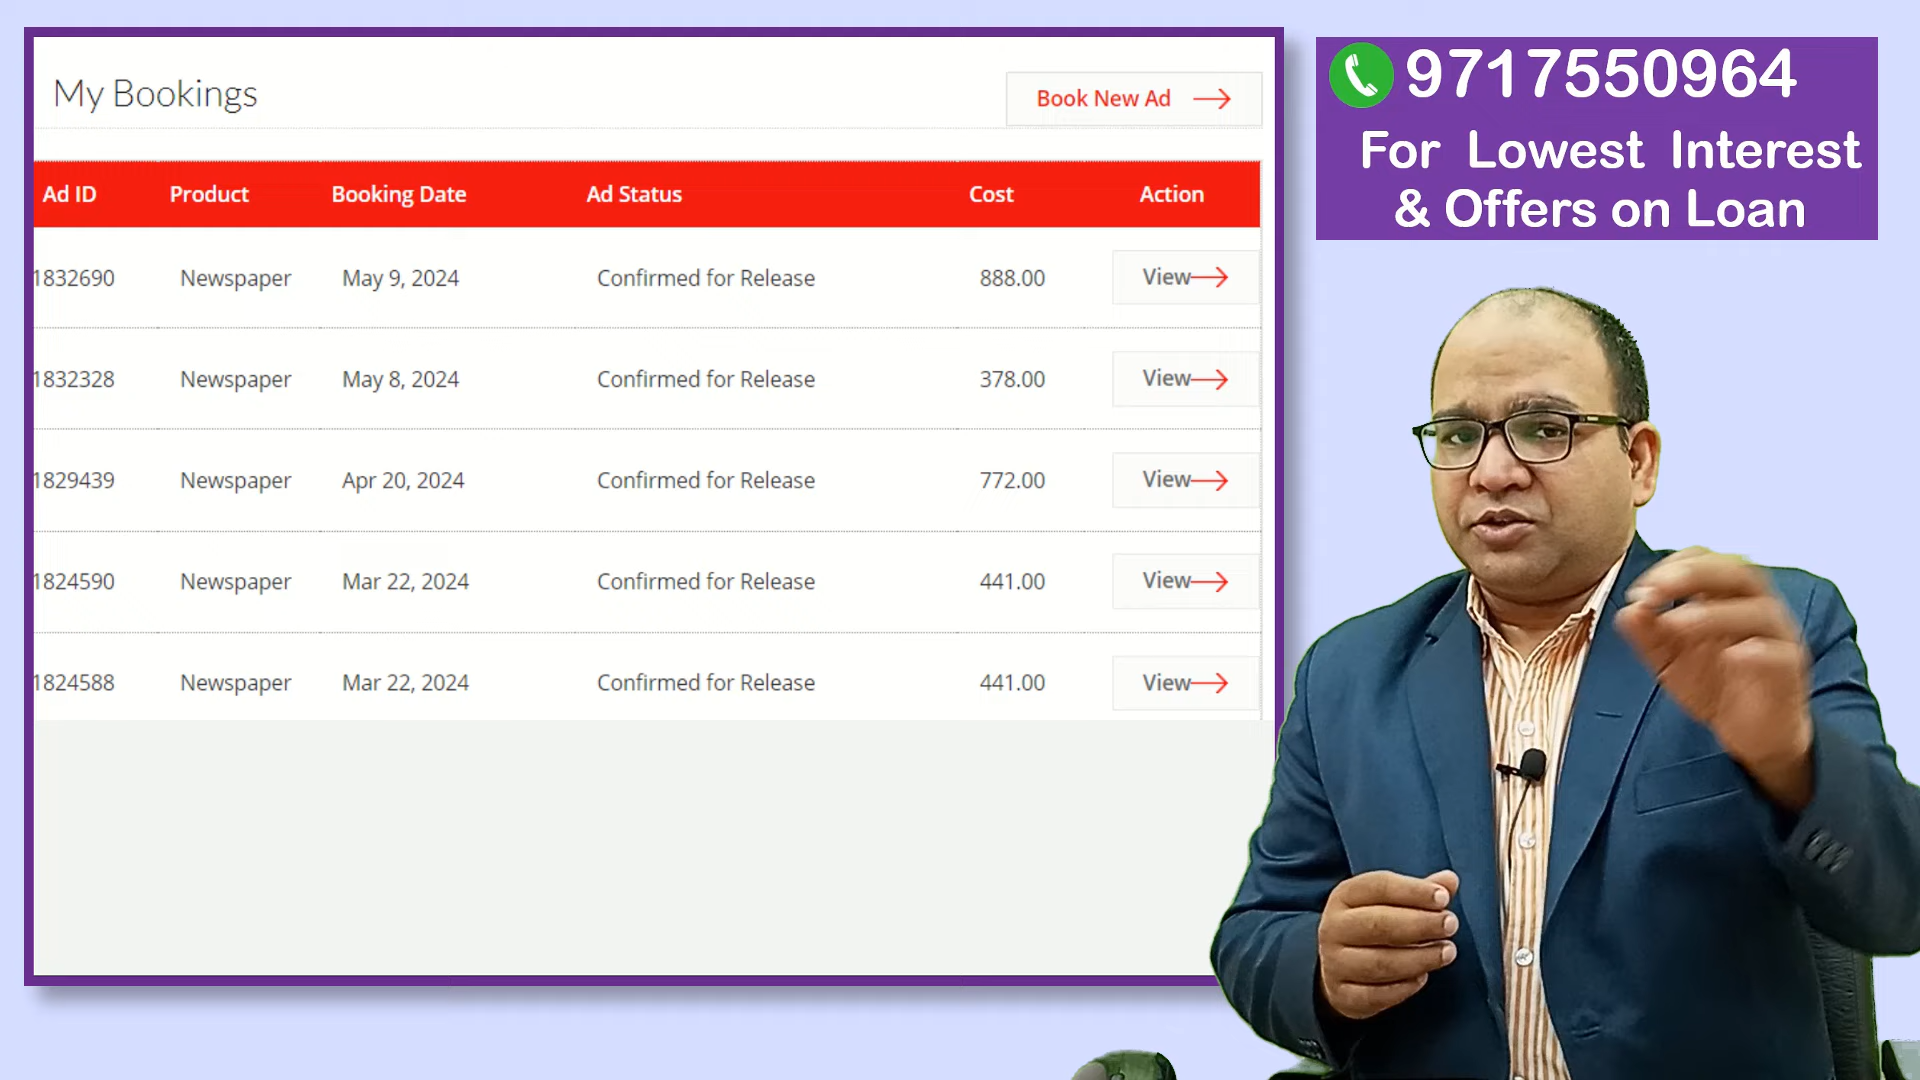 My Bookings
Book New Ad
Ad ID Product Booking Date Ad Status Cost Action
1832690 Newspaper May 9, 2024 Confirmed for Release 888.00 View
1832328 Newspaper May 8, 2024 Confirmed for Release 378.00 View
1829439 Newspaper Apr 20, 2024 Confirmed for Release 772.00 View
1824590 Newspaper Mar 22, 2024 Confirmed for Release 441.00 View
1824588 Newspaper Mar 22, 2024 Confirmed for Release 441.00 View
9717550964
For Lowest Interest
& Offers on Loan